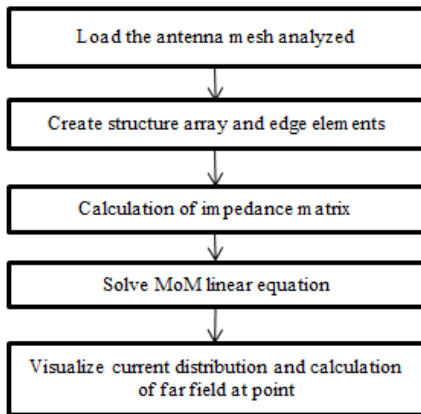 Load the antenna mesh analyzed
Create structure array and edge elements
Calculation of impedance matrix
Solve MoM linear equation
Visualize current distribution and calculation
of far field at point